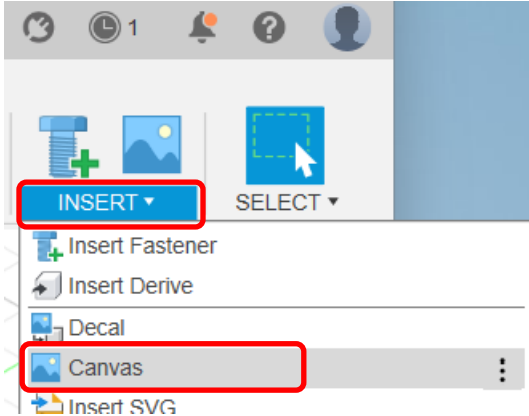 1
INSERT ▾ SELECT ▾
Insert Fastener
Insert Derive
Decal
Canvas
Insert SVG